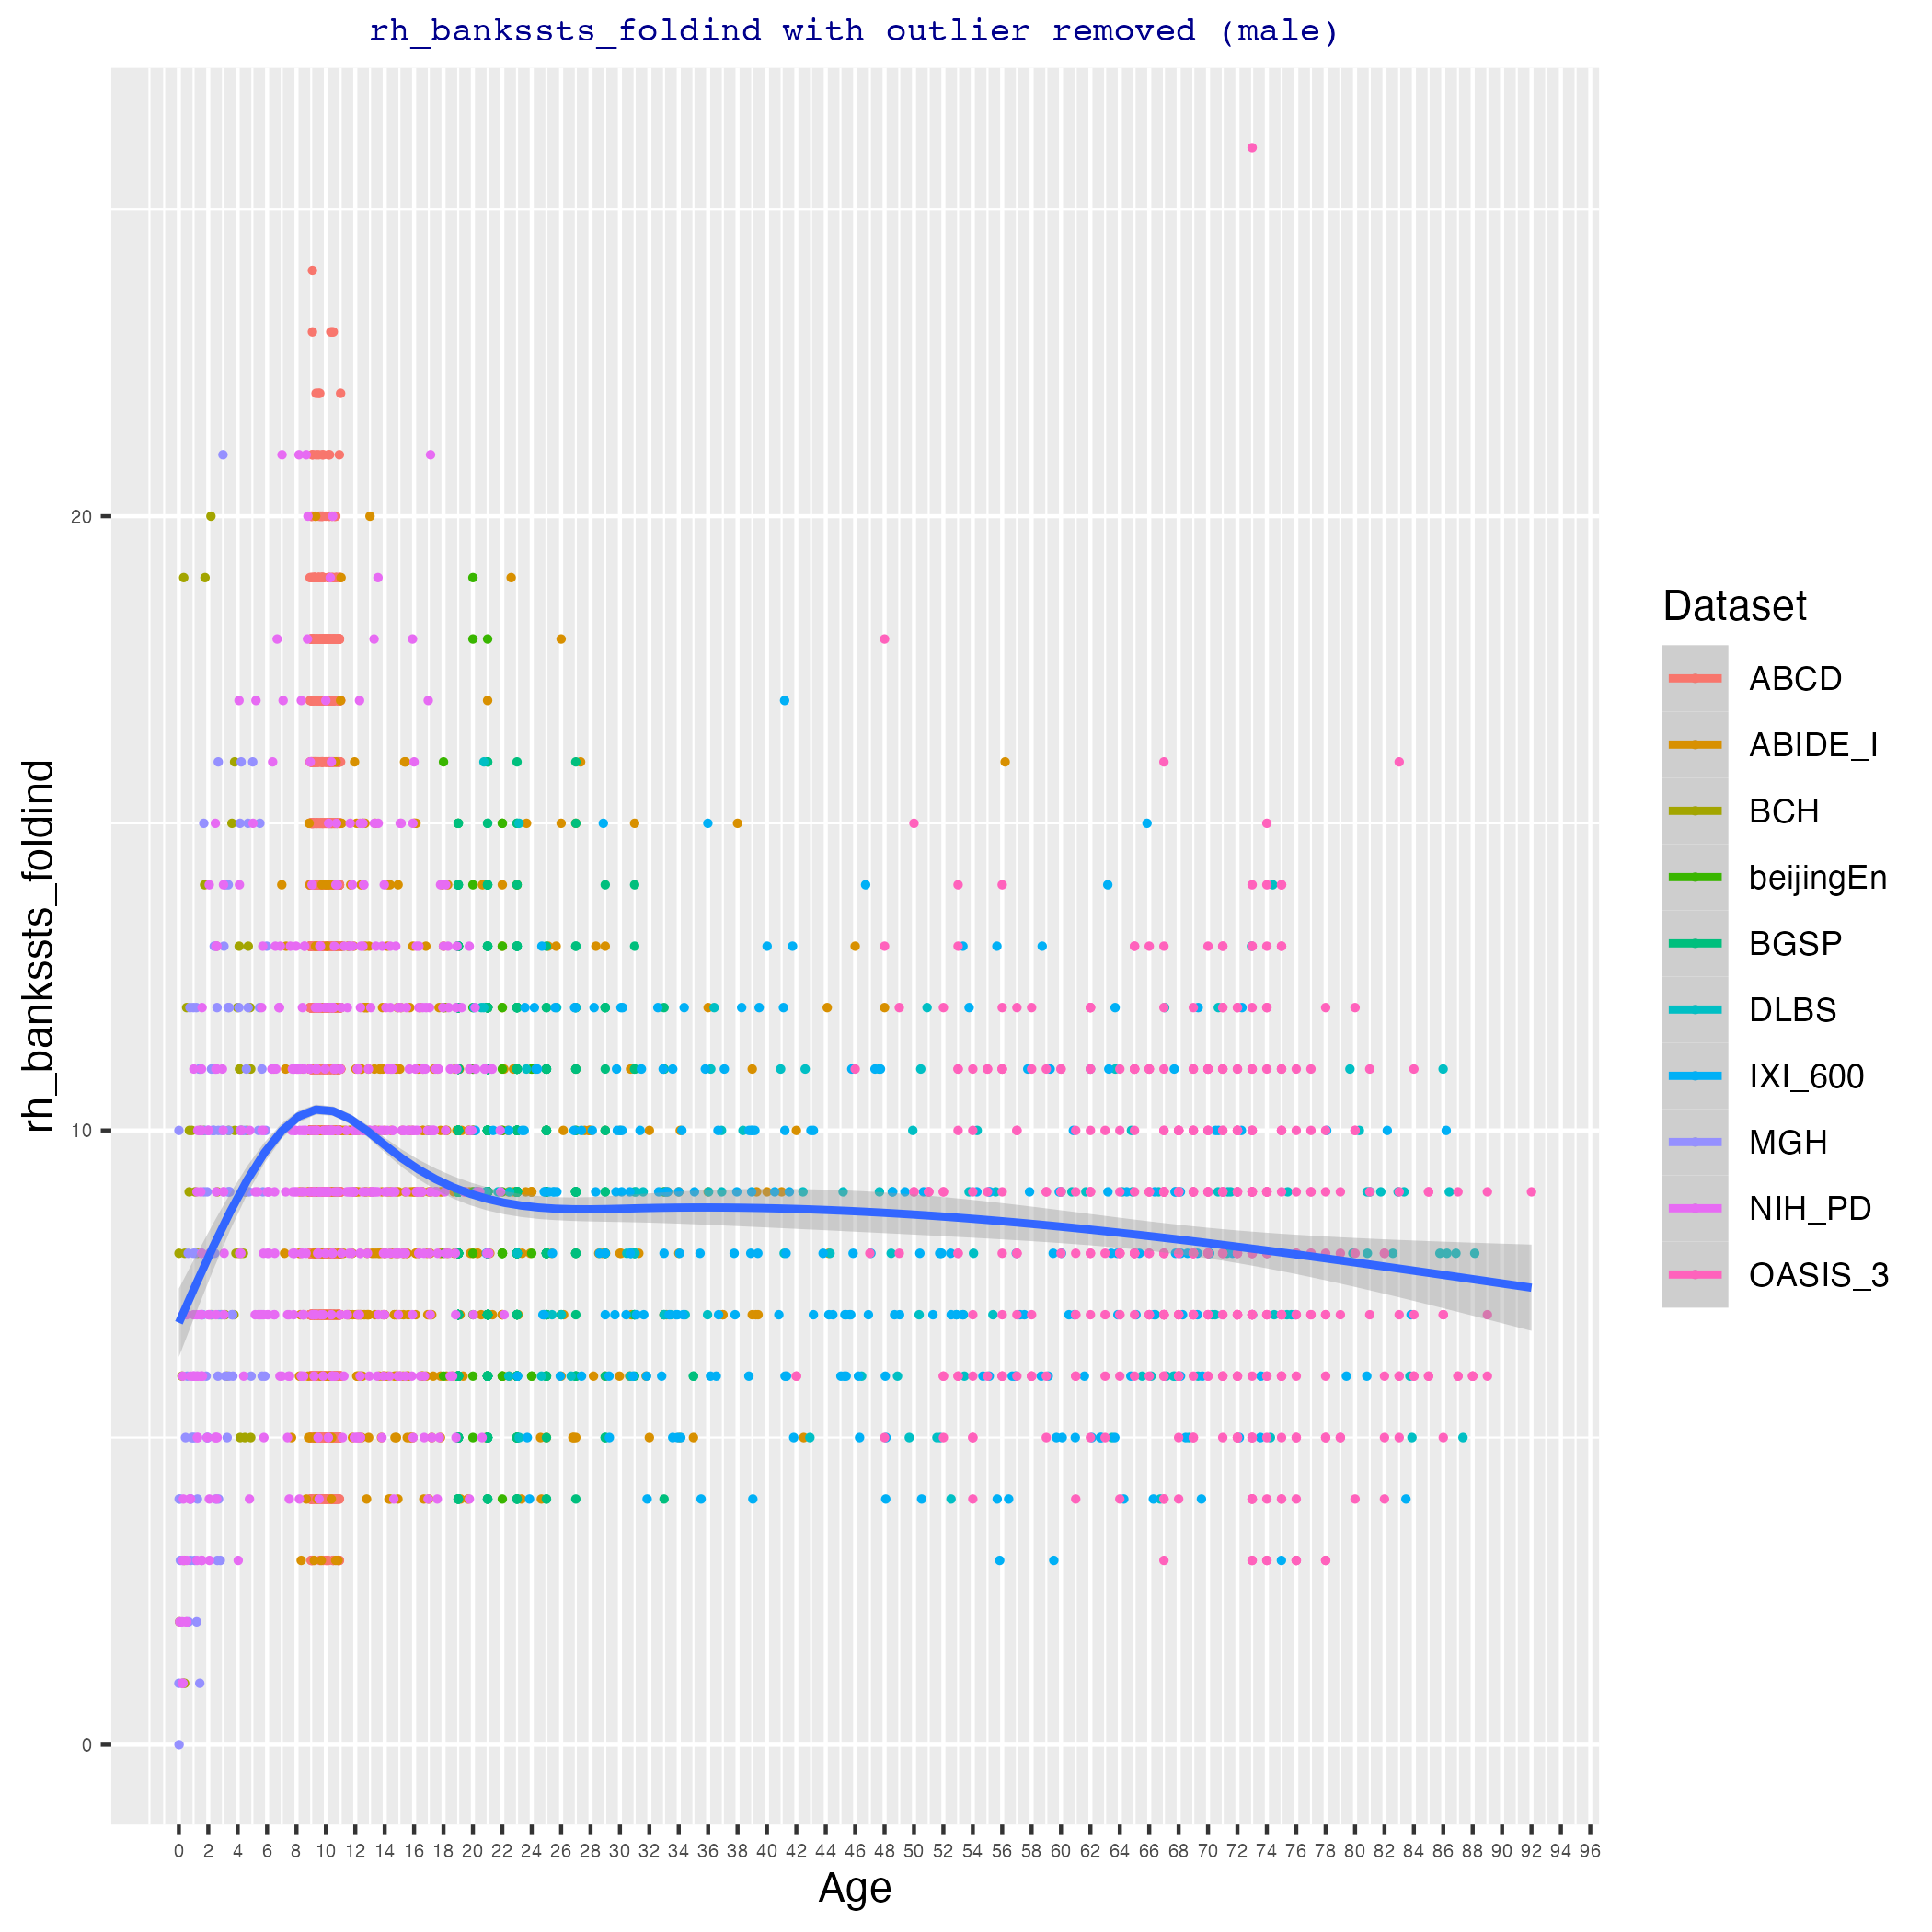 rh_bankssts_foldind with outlier removed (male)
rh_bankssts_foldind
20
10
0
0 2 4 6 8 10 12 14 16 18 20 22 24 26 28 30 32 34 36 38 40 42 44 46 48 50 52 54 56 58 60 62 64 66 68 70 72 74 76 78 80 82 84 86 88 90 92 94 96
Age
Dataset
ABCD
ABIDE_I
BCH
beijingEn
BGSP
DLBS
IXI_600
MGH
NIH_PD
OASIS_3